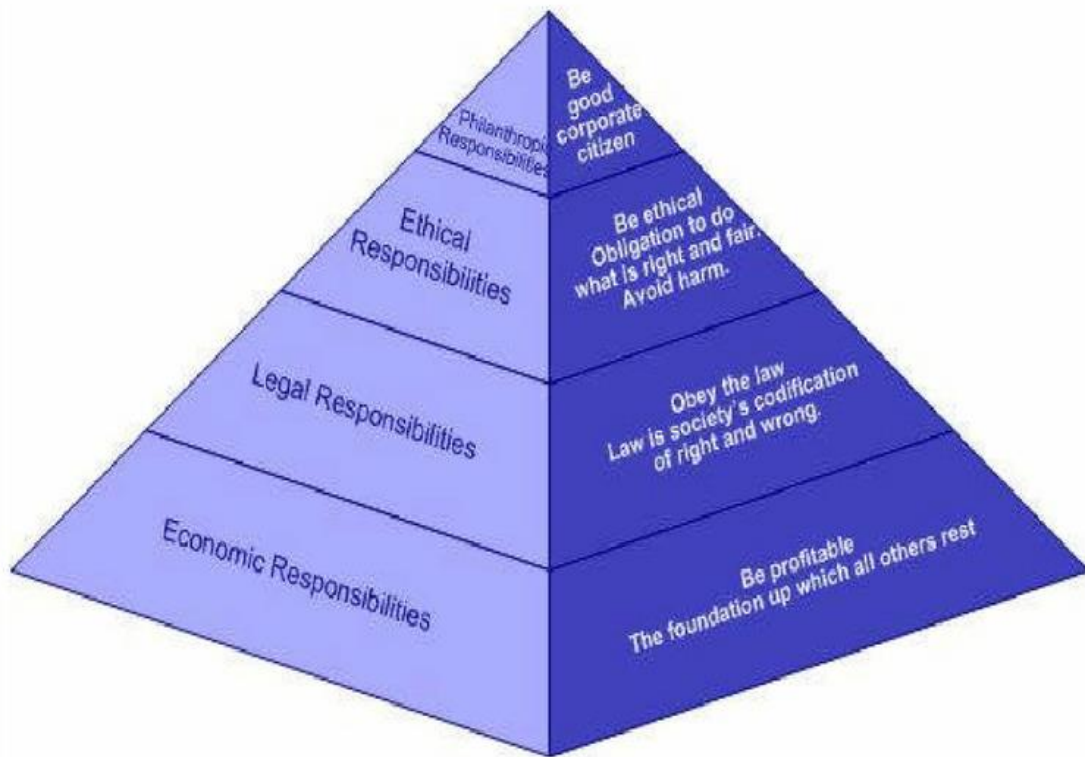 Philanthropic
Responsibilities
Be
good
corporate
citizen
Ethical
Responsibilities
Be ethical
Obligation to do
what is right and fair.
Avoid harm.
Legal Responsibilities
Obey the law
Law is society's codification
of right and wrong.
Economic Responsibilities
Be profitable
The foundation up which all others rest